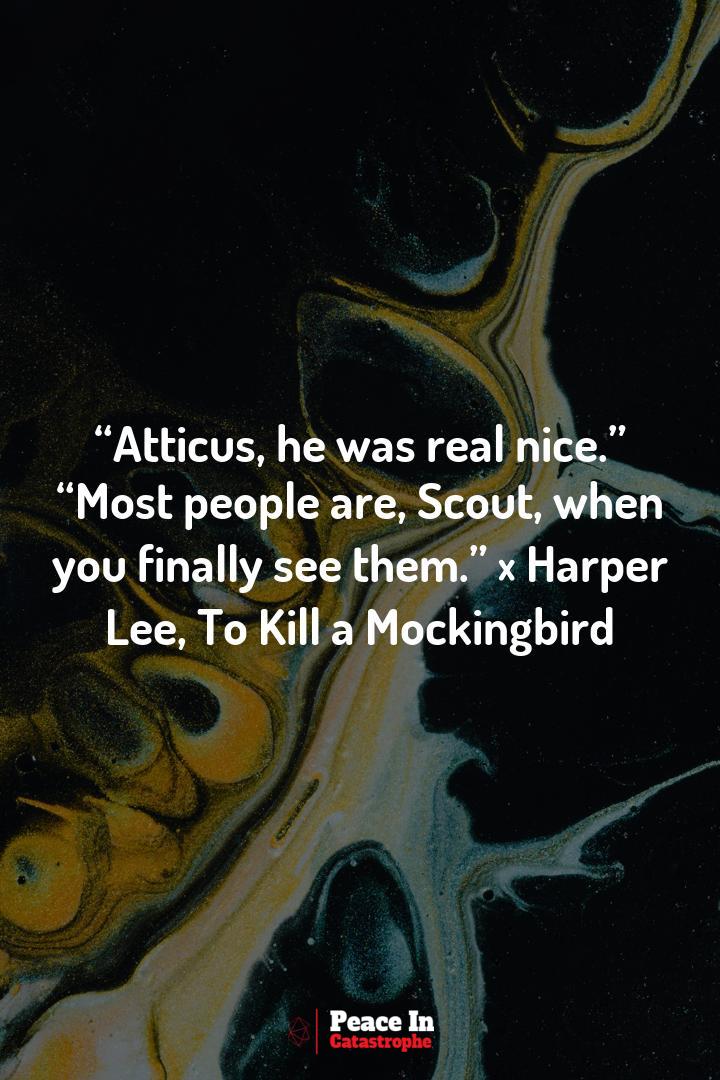 “Atticus, he was real nice.”
“Most people are, Scout, when
you finally see them.” x Harper
Lee, To Kill a Mockingbird
Peace In
Catastrophe